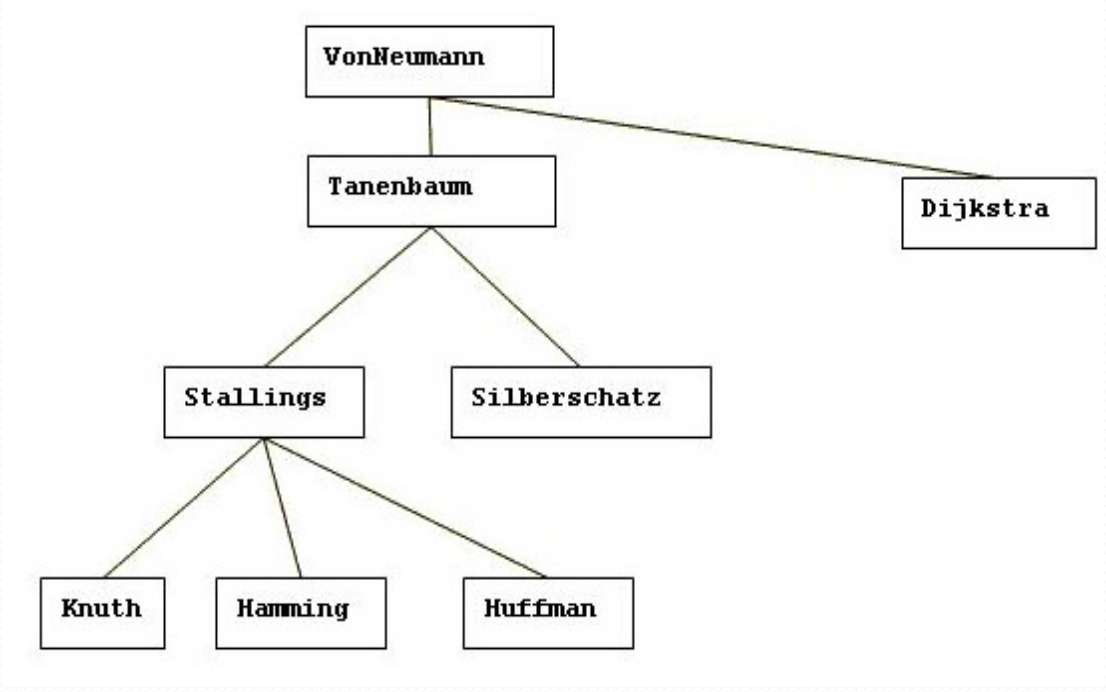 VonNeumann
Tanenbaum
Dijkstra
Stallings
Silberschatz
Knuth
Hamming
Huffman